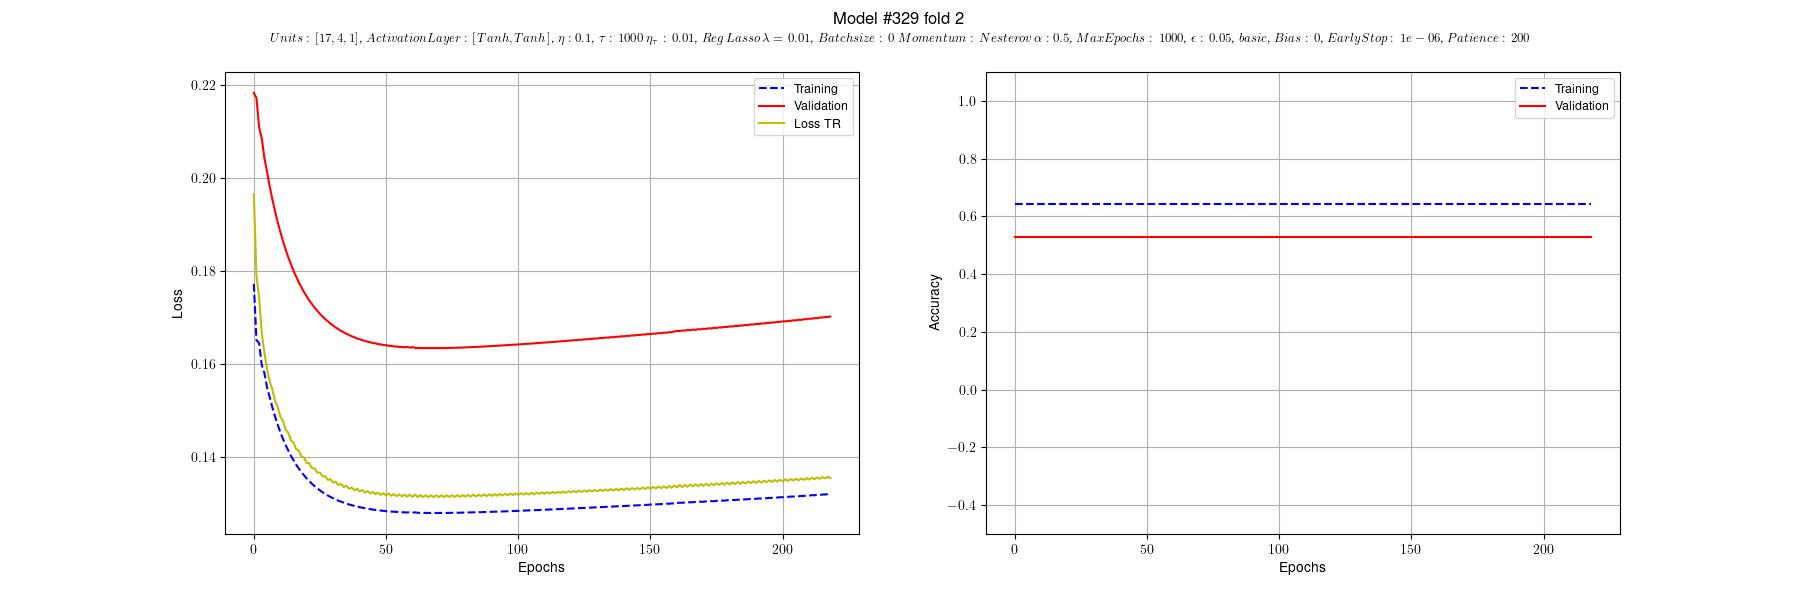 Model #329 fold 2
Units : [17, 4, 1], ActivationLayer : [Tanh, Tanh], η : 0.1, τ : 1000 ητ : 0.01, Reg Lasso λ = 0.01, Batchsize : 0 Momentum : Nesterov α : 0.5, MaxEpochs : 1000, ϵ : 0.05, basic, Bias : 0, EarlyStop : 1e − 06, Patience : 200
0.22
0.20
0.18
0.16
0.14
Loss
Training
Validation
Loss TR
0
50
100
150
200
Epochs
1.0
0.8
0.6
0.4
0.2
0.0
−0.2
−0.4
Accuracy
Training
Validation
0
50
100
150
200
Epochs